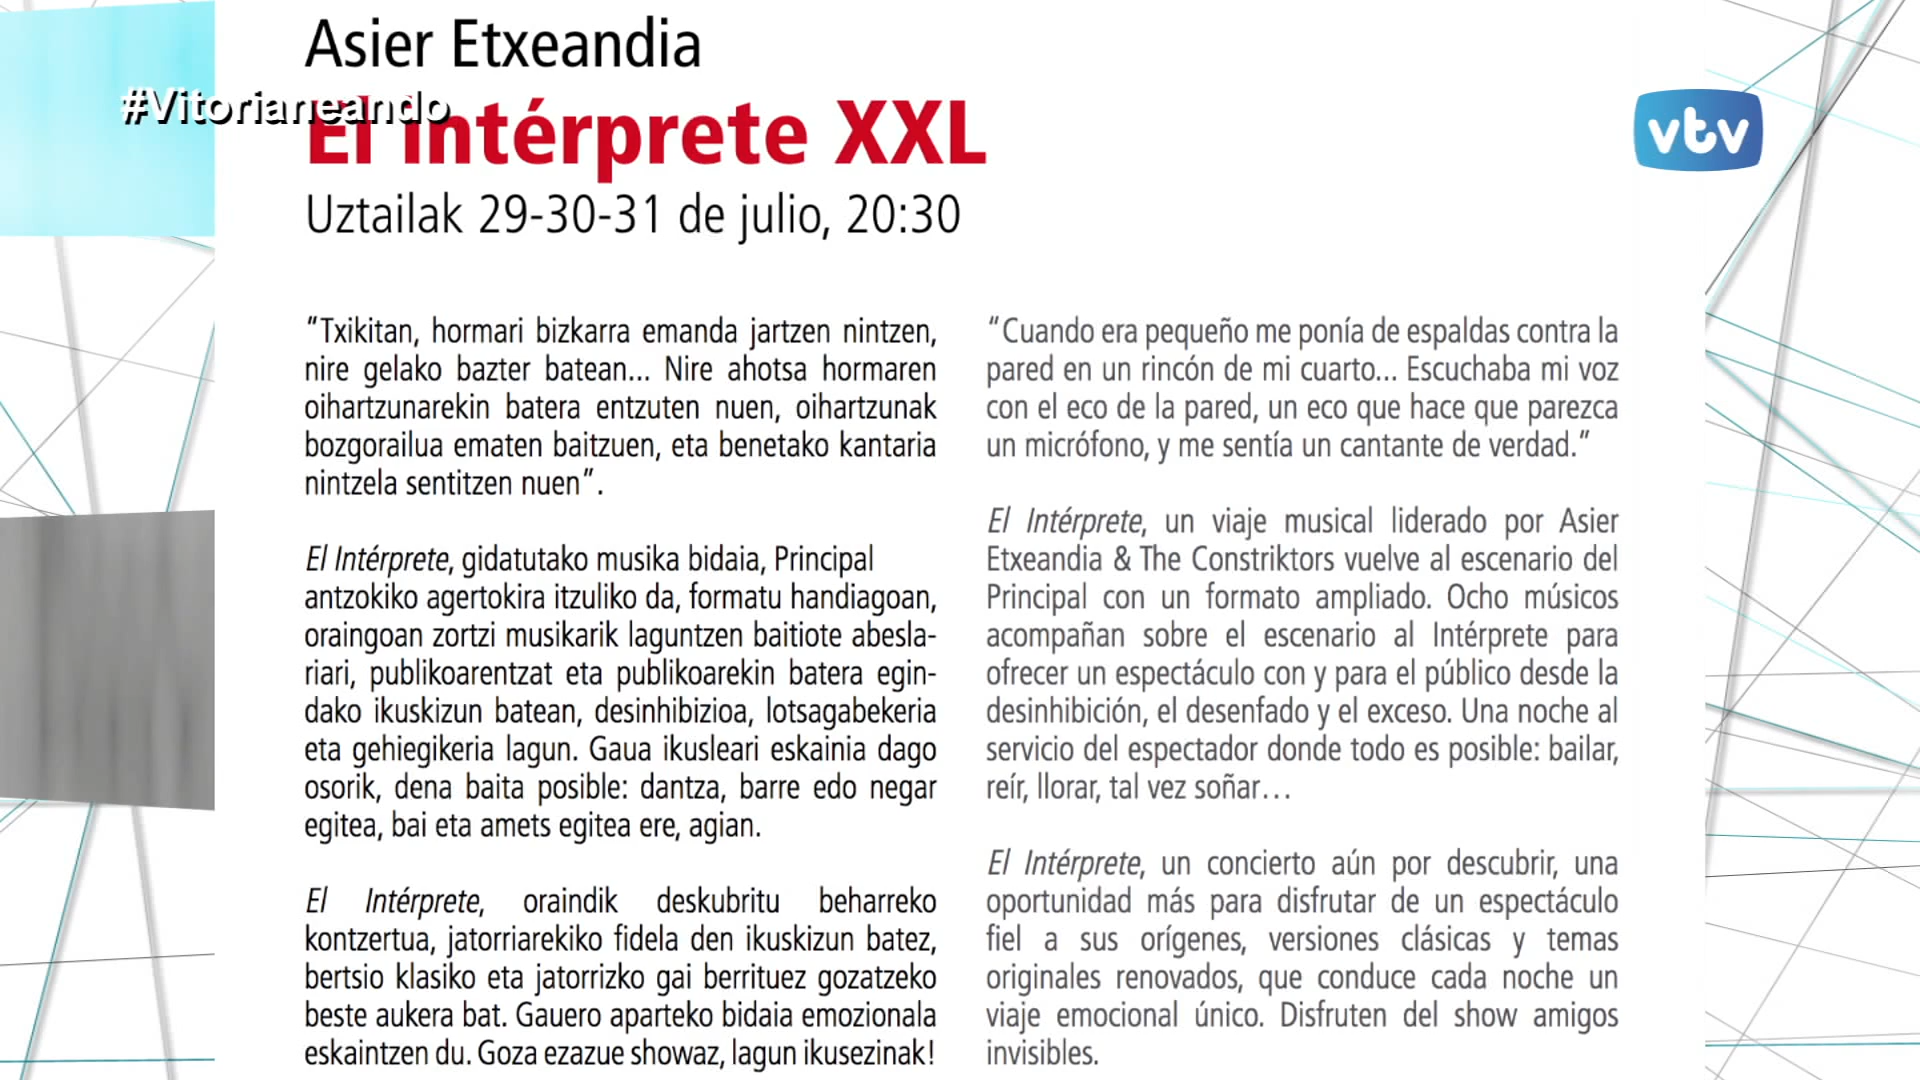 Asier Etxeandia
#Vitorianeando
El intérprete XXL
vtv
Uztailak 29-30-31 de julio, 20:30
“Txikitan, hormari bizkarra emanda jartzen nintzen,
nire gelako bazter batean... Nire ahotsa hormaren
oihartzunarekin batera entzuten nuen, oihartzunak
bozgorailua ematen baitzuen, eta benetako kantaria
nintzela sentitzen nuen”.
El Intérprete, gidatutako musika bidaia, Principal
antzokiko agertokira itzuliko da, formatu handiagoan,
oraingoan zortzi musikarik laguntzen baitiote abesla-
riari, publikoarentzat eta publikoarekin batera egin-
dako ikuskizun batean, desinhibizioa, lotsagabekeria
eta gehiegikeria lagun. Gaua ikusleari eskainia dago
osorik, dena baita posible: dantza, barre edo negar
egitea, bai eta amets egitea ere, agian.
El Intérprete, oraindik deskubritu beharreko
kontzertua, jatorriarekiko fidela den ikuskizun batez,
bertsio klasiko eta jatorrizko gai berrituez gozatzeko
beste aukera bat. Gauero aparteko bidaia emozionala
eskaintzen du. Goza ezazue showaz, lagun ikusezinak!
“Cuando era pequeño me ponía de espaldas contra la
pared en un rincón de mi cuarto... Escuchaba mi voz
con el eco de la pared, un eco que hace que parezca
un micrófono, y me sentía un cantante de verdad.”
El Intérprete, un viaje musical liderado por Asier
Etxeandia & The Constriktors vuelve al escenario del
Principal con un formato ampliado. Ocho músicos
acompañan sobre el escenario al Intérprete para
ofrecer un espectáculo con y para el público desde la
desinhibición, el desenfado y el exceso. Una noche al
servicio del espectador donde todo es posible: bailar,
reír, llorar, tal vez soñar…
El Intérprete, un concierto aún por descubrir, una
oportunidad más para disfrutar de un espectáculo
fiel a sus orígenes, versiones clásicas y temas
originales renovados, que conduce cada noche un
viaje emocional único. Disfruten del show amigos
invisibles.